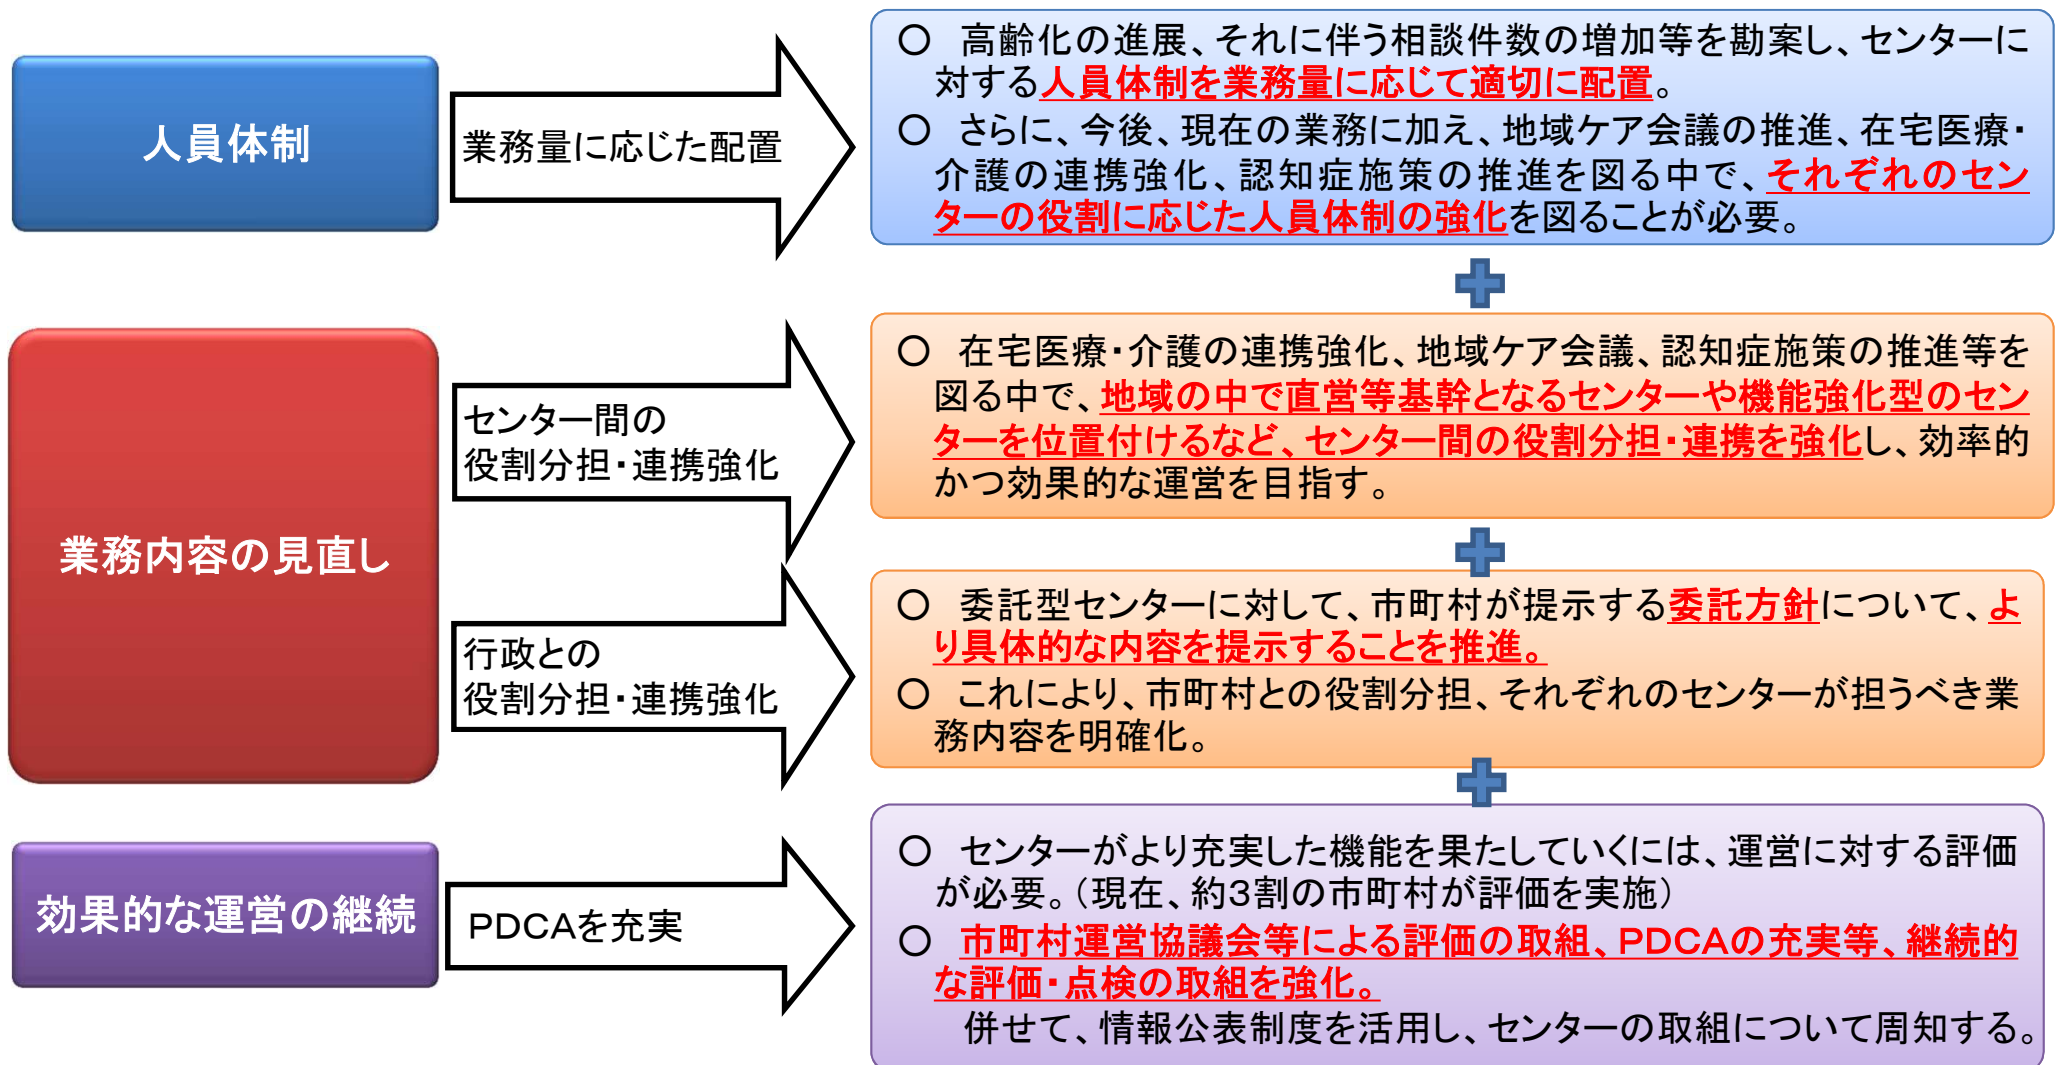 人員体制
業務量に応じた配置
○ 高齢化の進展、それに伴う相談件数の増加等を勘案し、センターに
対する人員体制を業務量に応じて適切に配置。
○ さらに、今後、現在の業務に加え、地域ケア会議の推進、在宅医療・
介護の連携強化、認知症施策の推進を図る中で、それぞれのセン
ターの役割に応じた人員体制の強化を図ることが必要。
業務内容の見直し
センター間の
役割分担・連携強化
○ 在宅医療・介護の連携強化、地域ケア会議、認知症施策の推進等を
図る中で、地域の中で直営等基幹となるセンターや機能強化型のセン
ターを位置付けるなど、センター間の役割分担・連携を強化し、効率的
かつ効果的な運営を目指す。
行政との
役割分担・連携強化
○ 委託型センターに対して、市町村が提示する委託方針について、よ
り具体的な内容を提示することを推進。
○ これにより、市町村との役割分担、それぞれのセンターが担うべき業
務内容を明確化。
効果的な運営の継続
PDCAを充実
○ センターがより充実した機能を果たしていくには、運営に対する評価
が必要。（現在、約３割の市町村が評価を実施）
○ 市町村運営協議会等による評価の取組、PDCAの充実等、継続的
な評価・点検の取組を強化。
併せて、情報公表制度を活用し、センターの取組について周知する。